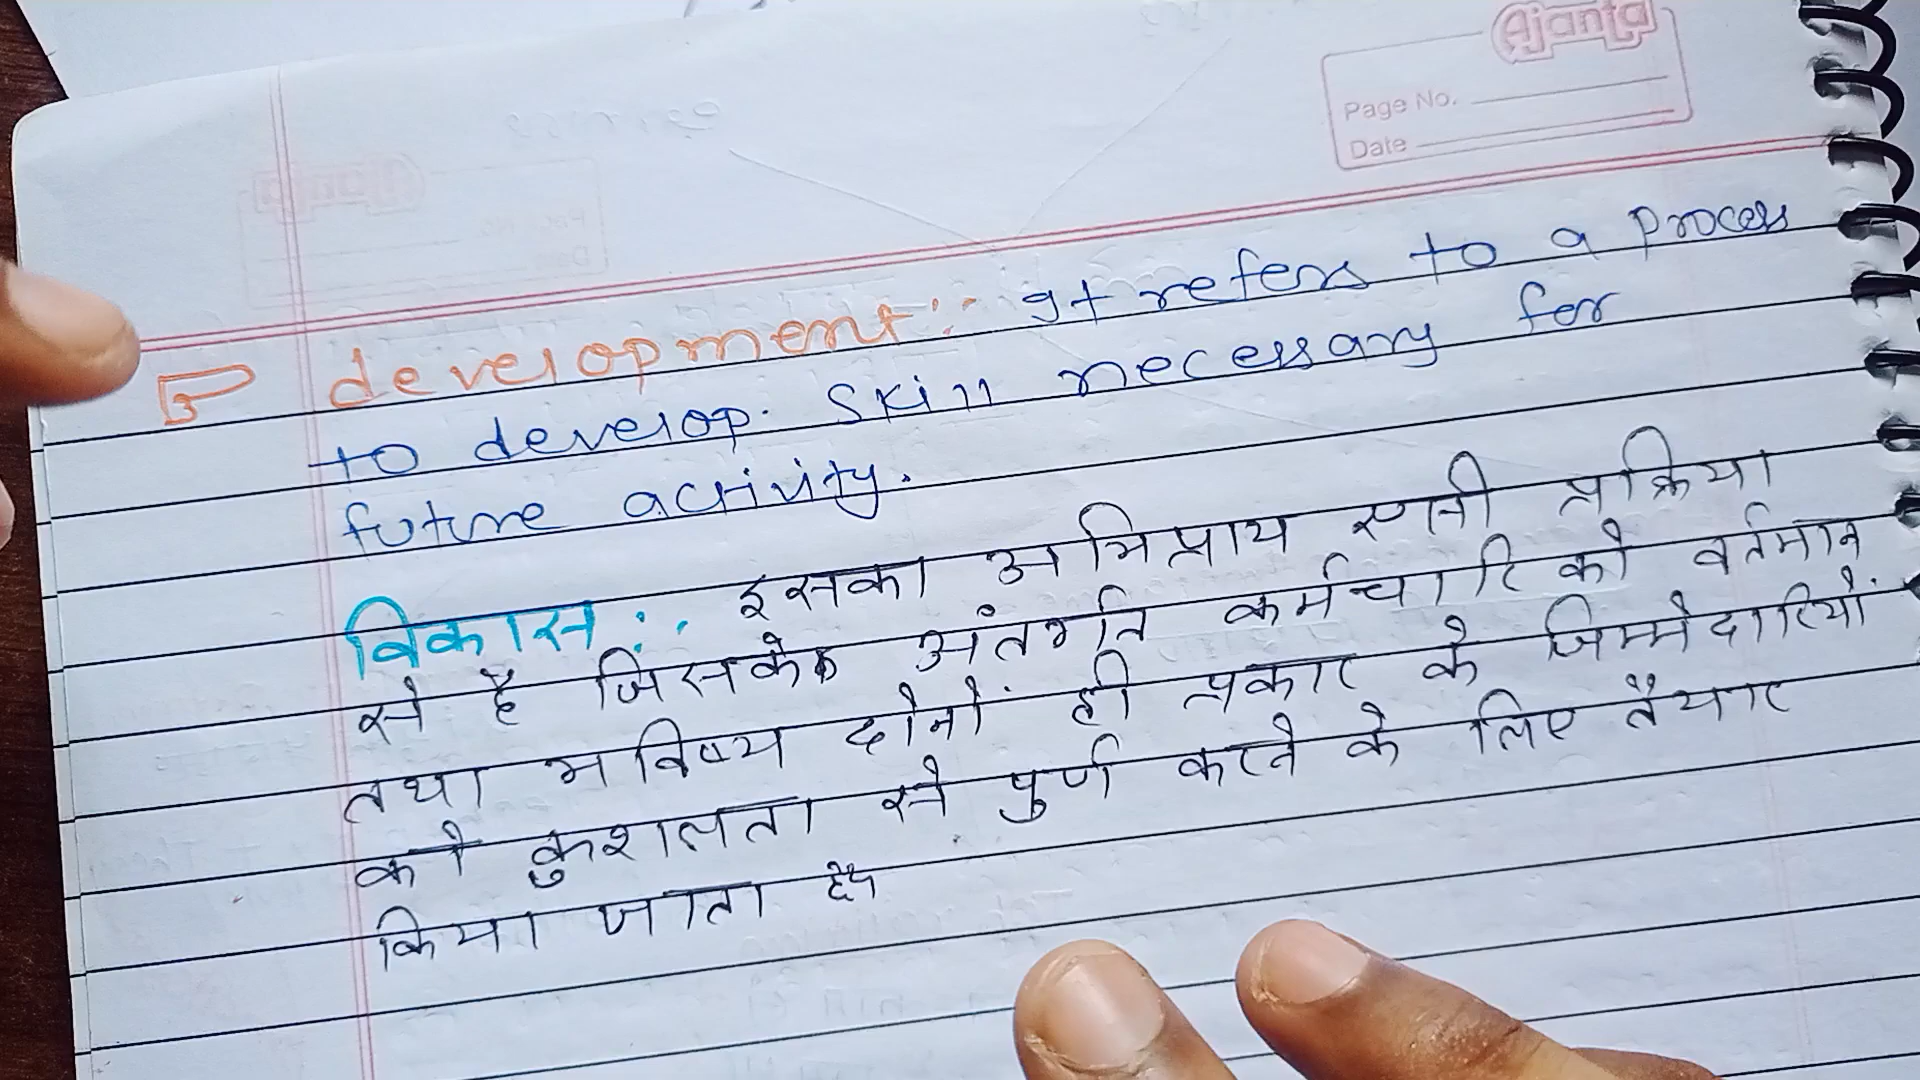 Ajanta
Page No.
Date
development :- It refers to a process
to develop. skill necessary for
future activity.
विकास :- इसका अभिप्राय एसी प्रक्रिया
से है जिसके अंतर्गत कर्मचारि को वर्तमान
तथा भविष्य दोनों ही प्रकार के जिम्मेदारियों
को कुशलता से पुर्ण करने के लिए तैयार
किया जाता है